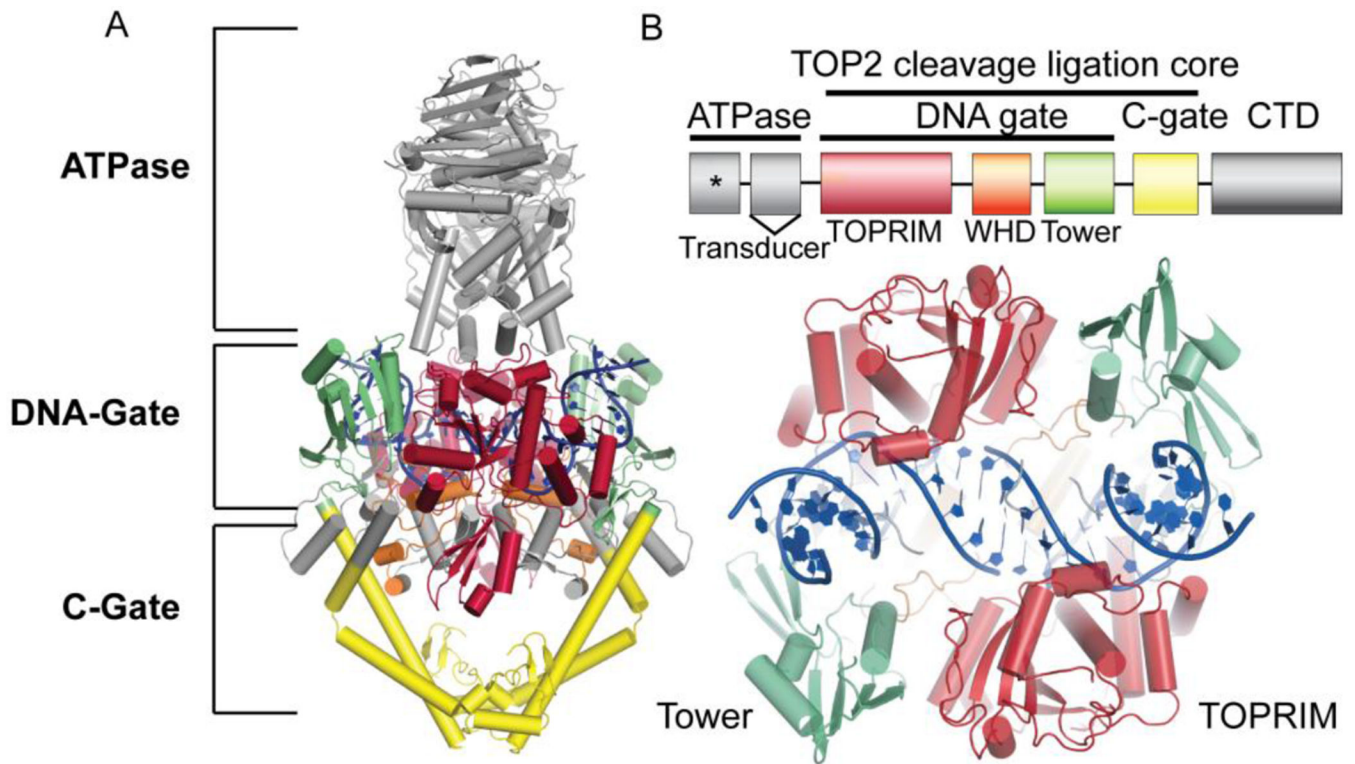 A
ATPase
DNA-Gate
C-Gate
B
TOP2 cleavage ligation core
ATPase DNA gate C-gate CTD
*
Transducer TOPRIM WHD Tower
Tower TOPRIM